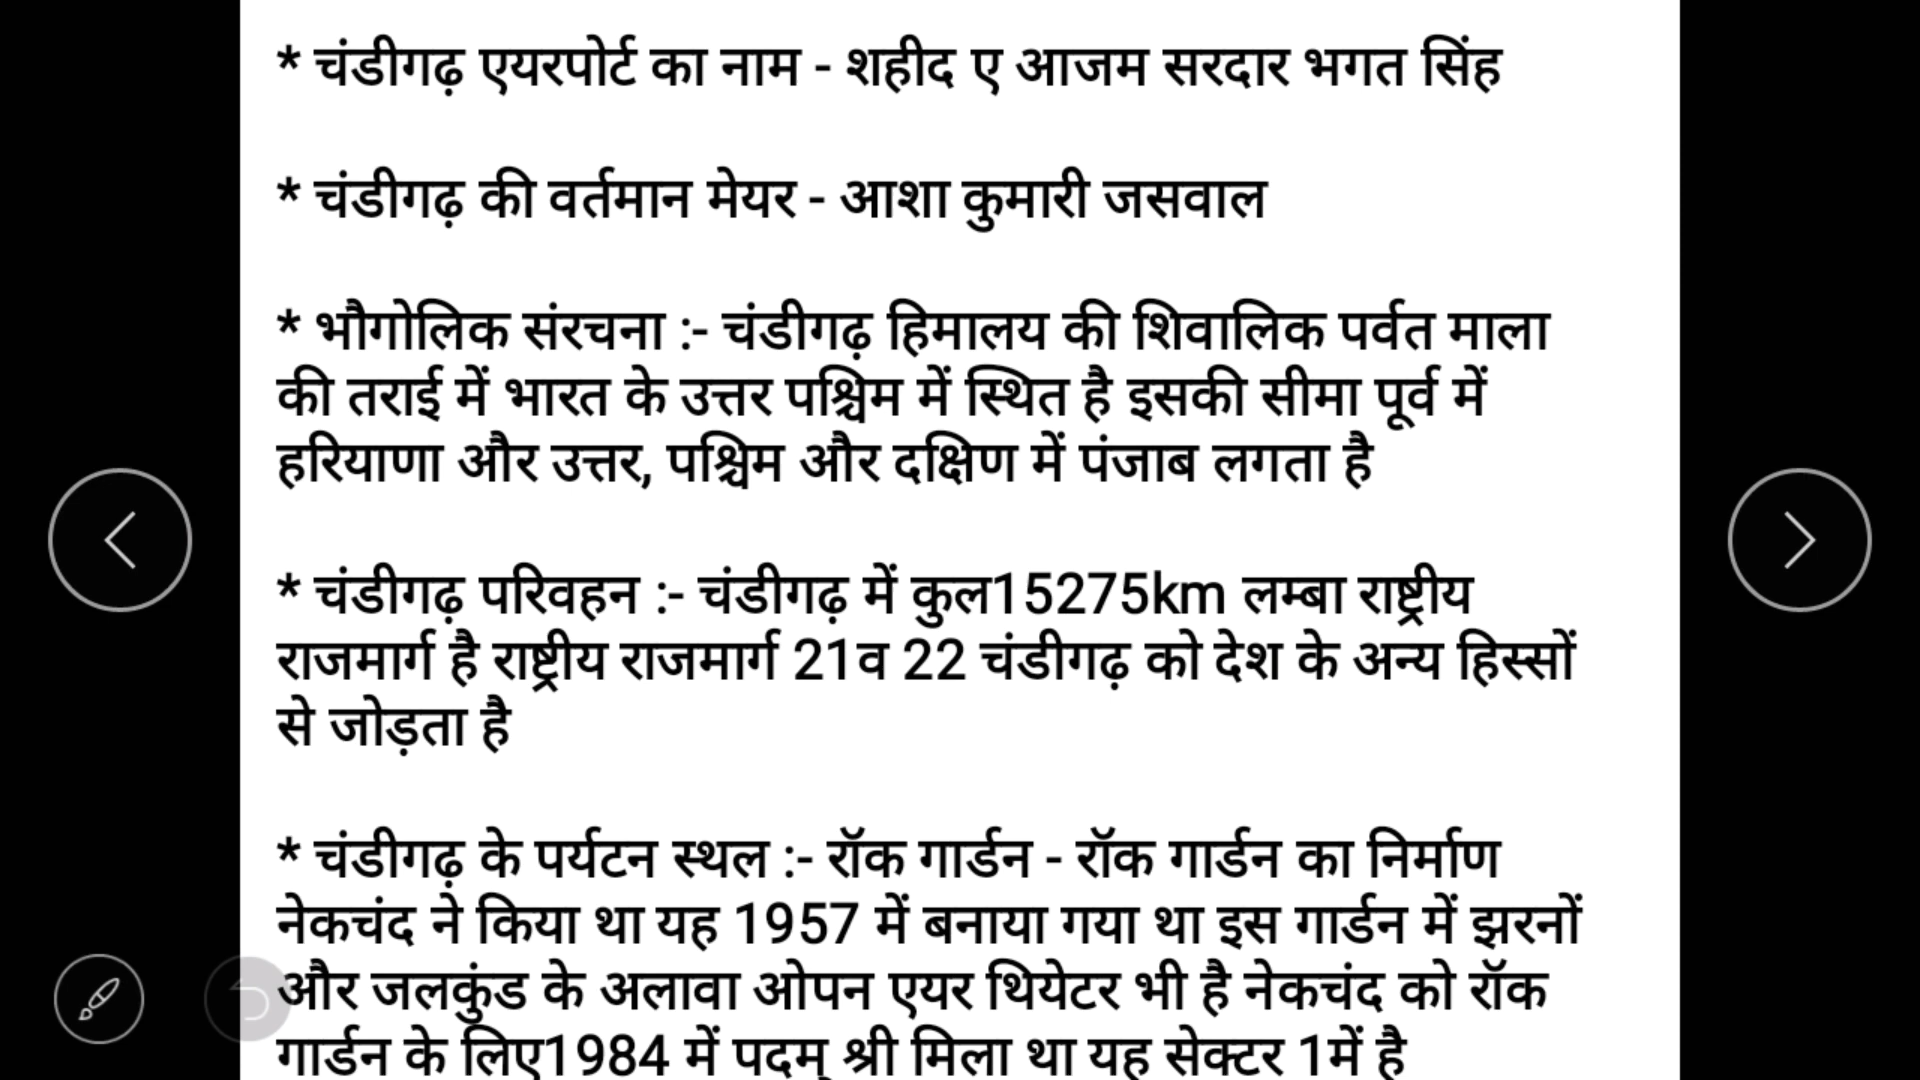 * चंडीगढ़ एयरपोर्ट का नाम - शहीद ए आजम सरदार भगत सिंह
* चंडीगढ़ की वर्तमान मेयर - आशा कुमारी जसवाल
* भौगोलिक संरचना :- चंडीगढ़ हिमालय की शिवालिक पर्वत माला
की तराई में भारत के उत्तर पश्चिम में स्थित है इसकी सीमा पूर्व में
हरियाणा और उत्तर, पश्चिम और दक्षिण में पंजाब लगता है
* चंडीगढ़ परिवहन :- चंडीगढ़ में कुल15275km लम्बा राष्ट्रीय
राजमार्ग है राष्ट्रीय राजमार्ग 21व 22 चंडीगढ़ को देश के अन्य हिस्सों
से जोड़ता है
* चंडीगढ़ के पर्यटन स्थल :- रॉक गार्डन - रॉक गार्डन का निर्माण
नेकचंद ने किया था यह 1957 में बनाया गया था इस गार्डन में झरनों
और जलकुंड के अलावा ओपन एयर थियेटर भी है नेकचंद को रॉक
गार्डन के लिए1984 में पदम् श्री मिला था यह सेक्टर 1में है